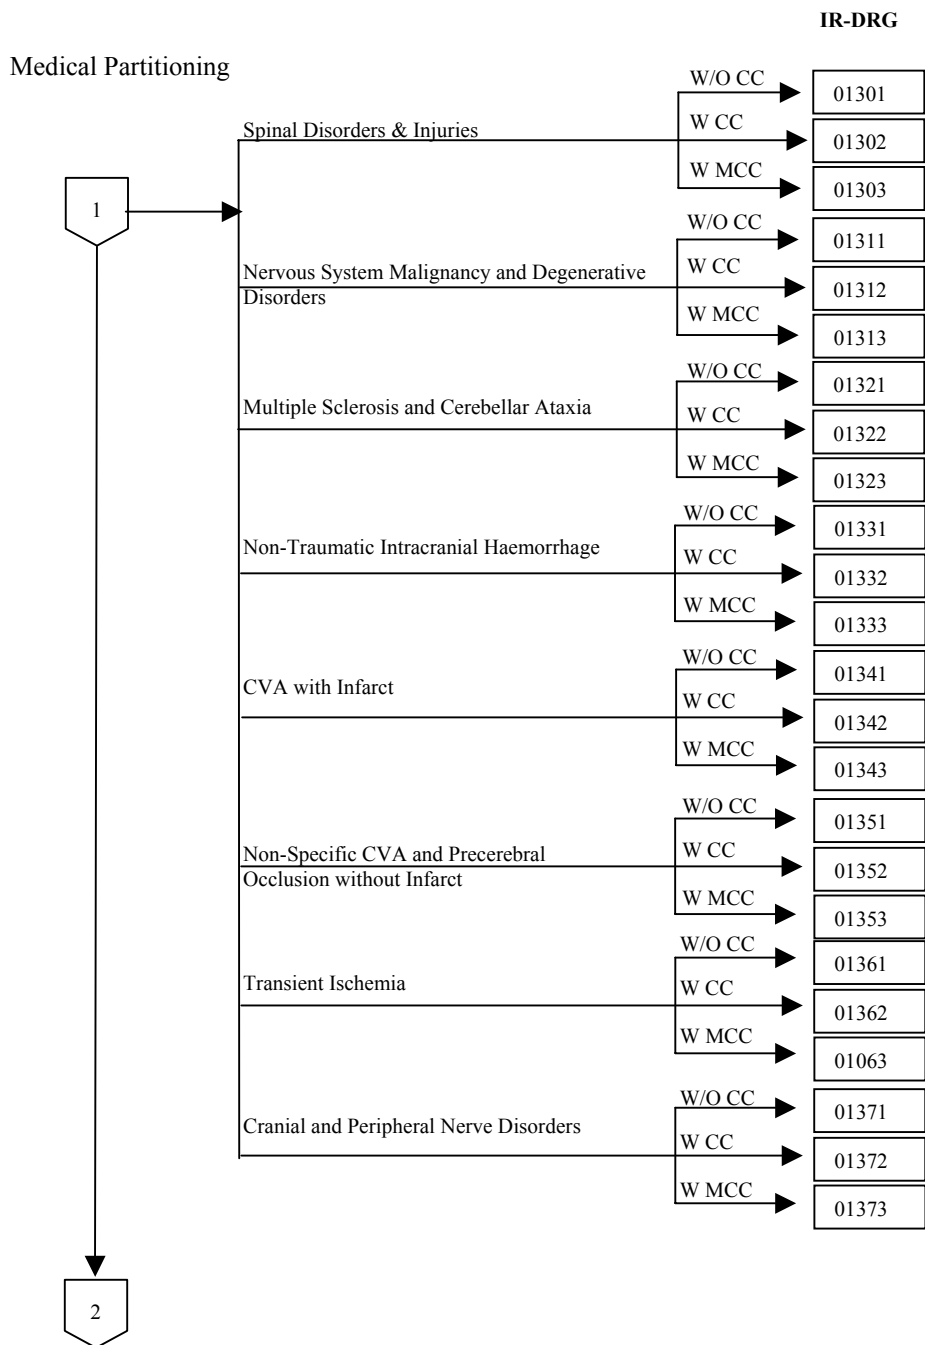 IR-DRG
Medical Partitioning
W/O CC
01301
Spinal Disorders & Injuries
W CC
01302
W MCC
01303
1
W/O CC
01311
Nervous System Malignancy and Degenerative
Disorders
W CC
01312
W MCC
01313
W/O CC
01321
Multiple Sclerosis and Cerebellar Ataxia
W CC
01322
W MCC
01323
W/O CC
01331
Non-Traumatic Intracranial Haemorrhage
W CC
01332
W MCC
01333
W/O CC
01341
CVA with Infarct
W CC
01342
W MCC
01343
W/O CC
01351
Non-Specific CVA and Precerebral
Occlusion without Infarct
W CC
01352
W MCC
01353
W/O CC
01361
Transient Ischemia
W CC
01362
W MCC
01063
W/O CC
01371
Cranial and Peripheral Nerve Disorders
W CC
01372
W MCC
01373
2